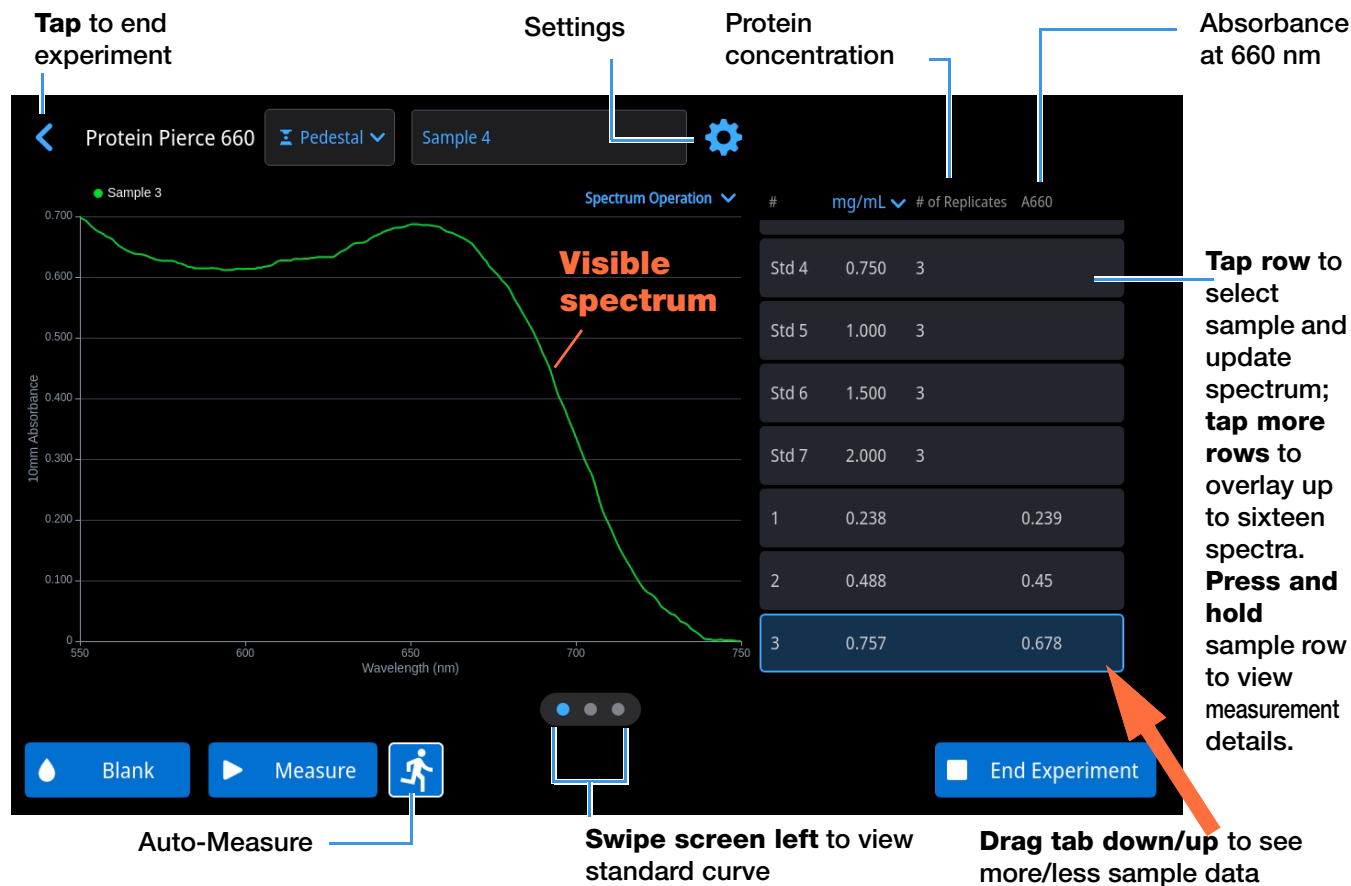 Tap to end
experiment
Settings
Protein
concentration
Absorbance
at 660 nm
Protein Pierce 660
Pedestal
Sample 4
Sample 3
Spectrum Operation
# mg/mL # of Replicates A660
0.700
0.600
0.500
0.400
0.300
0.200
0.100
0
10mm Absorbance
550 600 650 700 750
Wavelength (nm)
Visible
spectrum
Std 4 0.750 3
Std 5 1.000 3
Std 6 1.500 3
Std 7 2.000 3
1 0.238 0.239
2 0.488 0.45
3 0.757 0.678
Tap row to
select
sample and
update
spectrum;
tap more
rows to
overlay up
to sixteen
spectra.
Press and
hold
sample row
to view
measurement
details.
Blank
Measure
End Experiment
Auto-Measure
Swipe screen left to view
standard curve
Drag tab down/up to see
more/less sample data